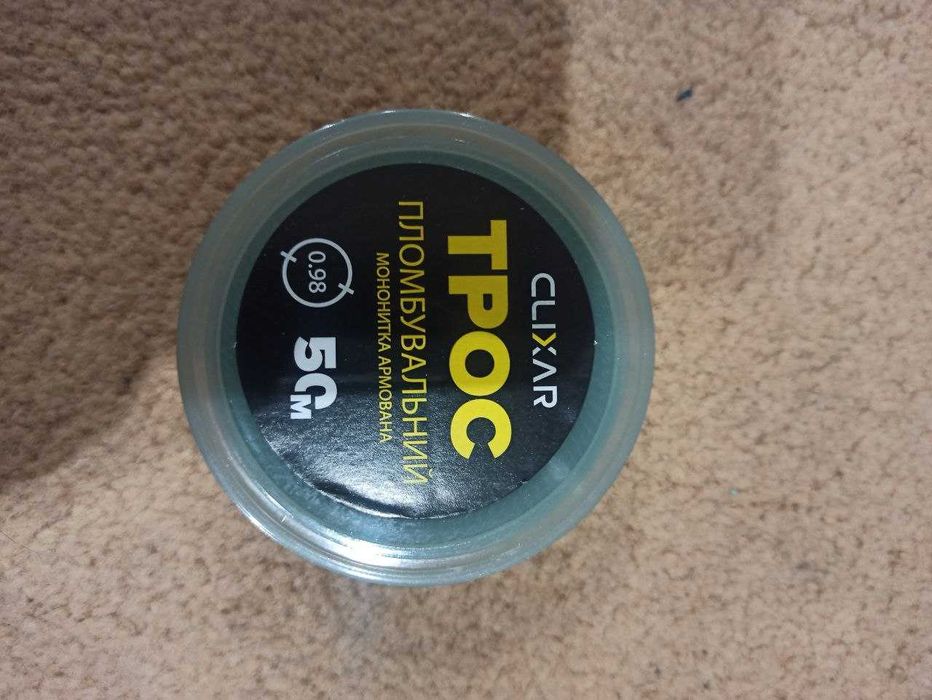 CLIXAR
ТРОС
ПЛОМБУВАЛЬНИЙ
МОНОНИТКА АРМОВАНА
0.98
50м